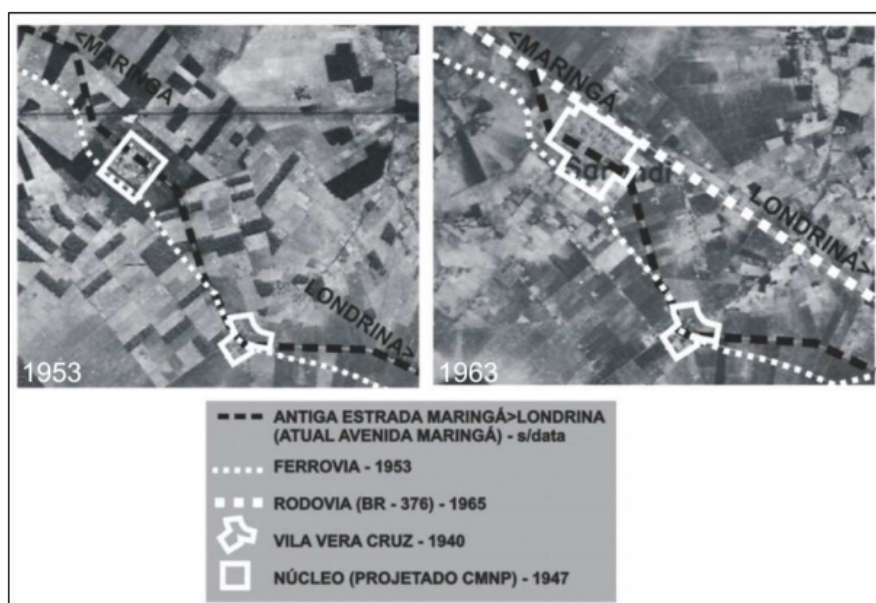 <MARINGÁ
LONDRINA>
1953
<MARINGÁ
LONDRINA>
1963
ANTIGA ESTRADA MARINGÁ>LONDRINA
(ATUAL AVENIDA MARINGÁ) - s/data
FERROVIA - 1953
RODOVIA (BR - 376) - 1965
VILA VERA CRUZ - 1940
NÚCLEO (PROJETADO CMNP) - 1947